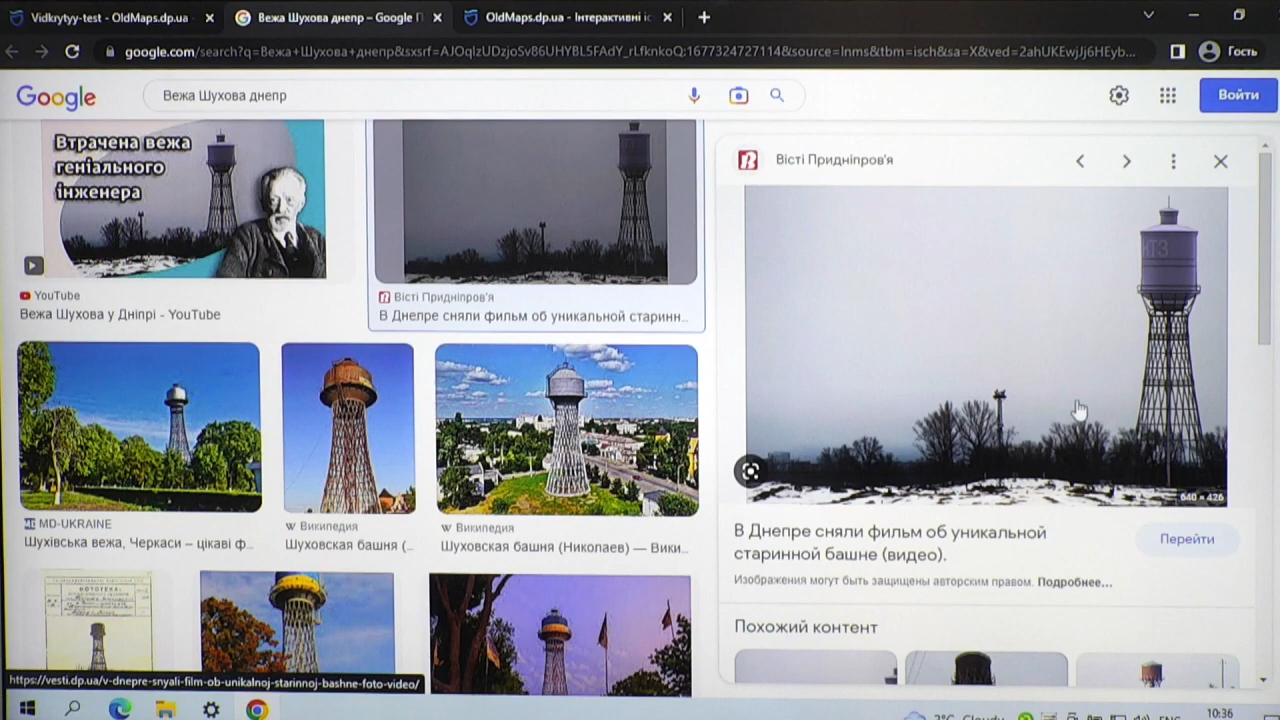 Vidkrytyy-test - OldMaps.dp.ua
Вежа Шухова днепр – Google П
OldMaps.dp.ua - Інтерактивні іс
google.com/search?q=Вежа+Шухова+днепр&sxsrf=AJOqlzUDzjoSv86UHYBL5FAdY_rLfknkoQ:1677324727114&source=lnms&tbm=isch&sa=X&ved=2ahUKEwjJj6HEyb...
Гость
Google
Вежа Шухова днепр
Войти
Втрачена вежа
геніального
інженера
YouTube
Вежа Шухова у Дніпрі - YouTube
Вісті Придніпров'я
В Днепре сняли фильм об уникальной старинн...
MD-UKRAINE
Шухівська вежа, Черкаси – цікаві ф...
W Википедия
Шуховская башня (...
W Википедия
Шуховская башня (Николаев) — Вики...
ФОТОТЕКА
Вісті Придніпров'я
НТЗ
640 × 426
В Днепре сняли фильм об уникальной
старинной башне (видео).
Перейти
Изображения могут быть защищены авторским правом. Подробнее...
Похожий контент
https://vesti.dp.ua/v-dnepre-snyali-film-ob-unikalnoj-starinnoj-bashne-foto-video/
10:36